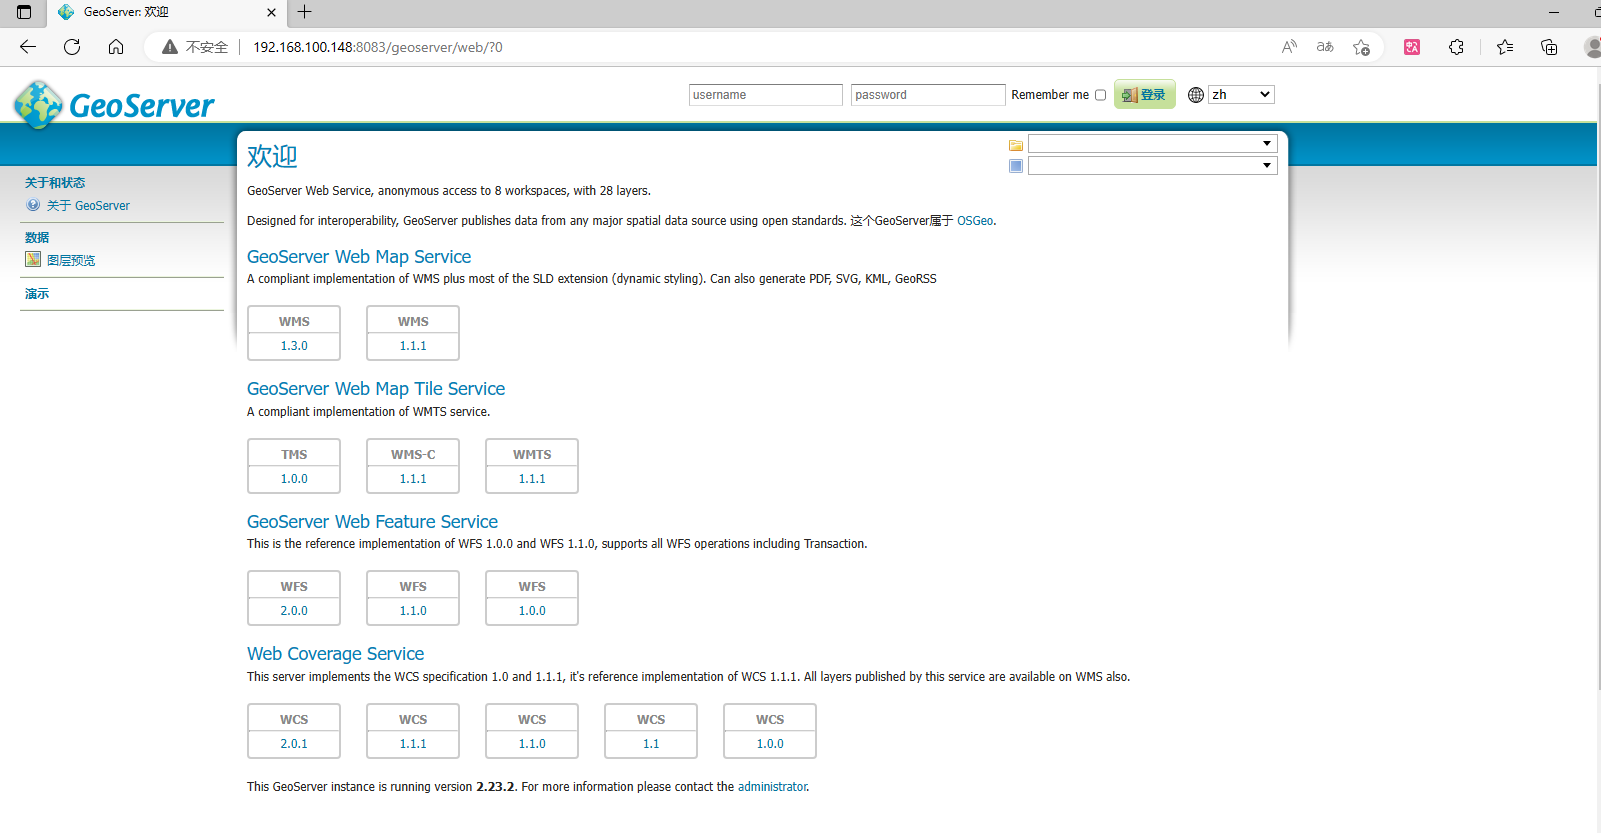 GeoServer: 欢迎
不安全
192.168.100.148:8083/geoserver/web/?0
GeoServer
username
password
Remember me
登录
zh
关于和状态
关于 GeoServer
数据
图层预览
演示
欢迎
GeoServer Web Service, anonymous access to 8 workspaces, with 28 layers.
Designed for interoperability, GeoServer publishes data from any major spatial data source using open standards. 这个GeoServer属于 OSGeo.
GeoServer Web Map Service
A compliant implementation of WMS plus most of the SLD extension (dynamic styling). Can also generate PDF, SVG, KML, GeoRSS
WMS WMS
1.3.0 1.1.1
GeoServer Web Map Tile Service
A compliant implementation of WMTS service.
TMS WMS-C WMTS
1.0.0 1.1.1 1.1.1
GeoServer Web Feature Service
This is the reference implementation of WFS 1.0.0 and WFS 1.1.0, supports all WFS operations including Transaction.
WFS WFS WFS
2.0.0 1.1.0 1.0.0
Web Coverage Service
This server implements the WCS specification 1.0 and 1.1.1, it's reference implementation of WCS 1.1.1. All layers published by this service are available on WMS also.
WCS WCS WCS WCS WCS
2.0.1 1.1.1 1.1.0 1.1 1.0.0
This GeoServer instance is running version 2.23.2. For more information please contact the administrator.